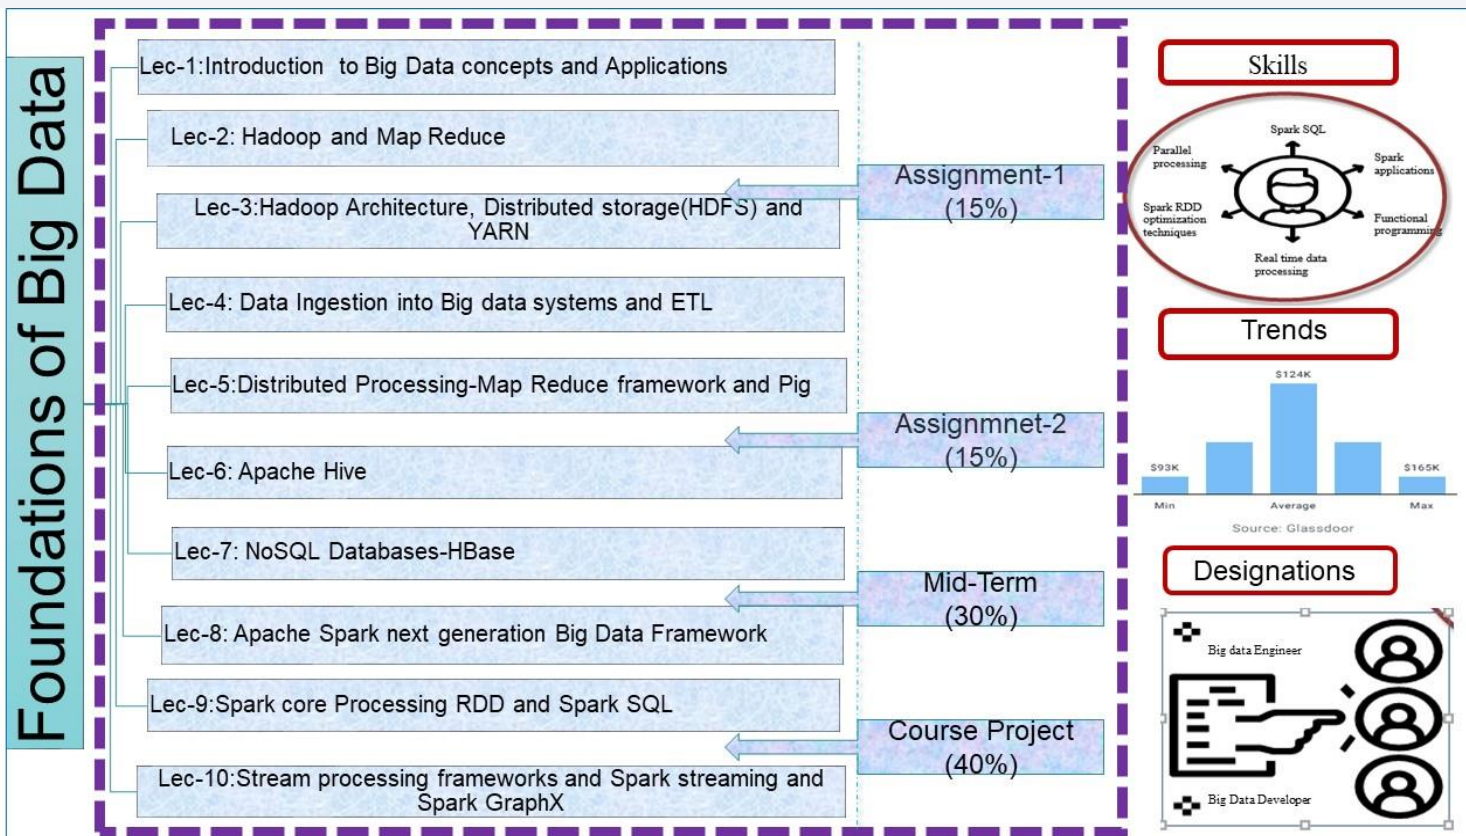 Foundations of Big Data
Lec-1:Introduction to Big Data concepts and Applications
Lec-2: Hadoop and Map Reduce
Lec-3:Hadoop Architecture, Distributed storage(HDFS) and
YARN
Lec-4: Data Ingestion into Big data systems and ETL
Lec-5:Distributed Processing-Map Reduce framework and Pig
Lec-6: Apache Hive
Lec-7: NoSQL Databases-HBase
Lec-8: Apache Spark next generation Big Data Framework
Lec-9:Spark core Processing RDD and Spark SQL
Lec-10:Stream processing frameworks and Spark streaming and
Spark GraphX
Assignment-1
(15%)
Assignmnet-2
(15%)
Mid-Term
(30%)
Course Project
(40%)
Skills
Spark SQL
Parallel
processing
Spark
applications
Spark RDD
optimization
techniques
Functional
programming
Real time data
processing
Trends
$124K
$93K
$165K
Min
Average
Max
Source: Glassdoor
Designations
Big data Engineer
Big Data Developer